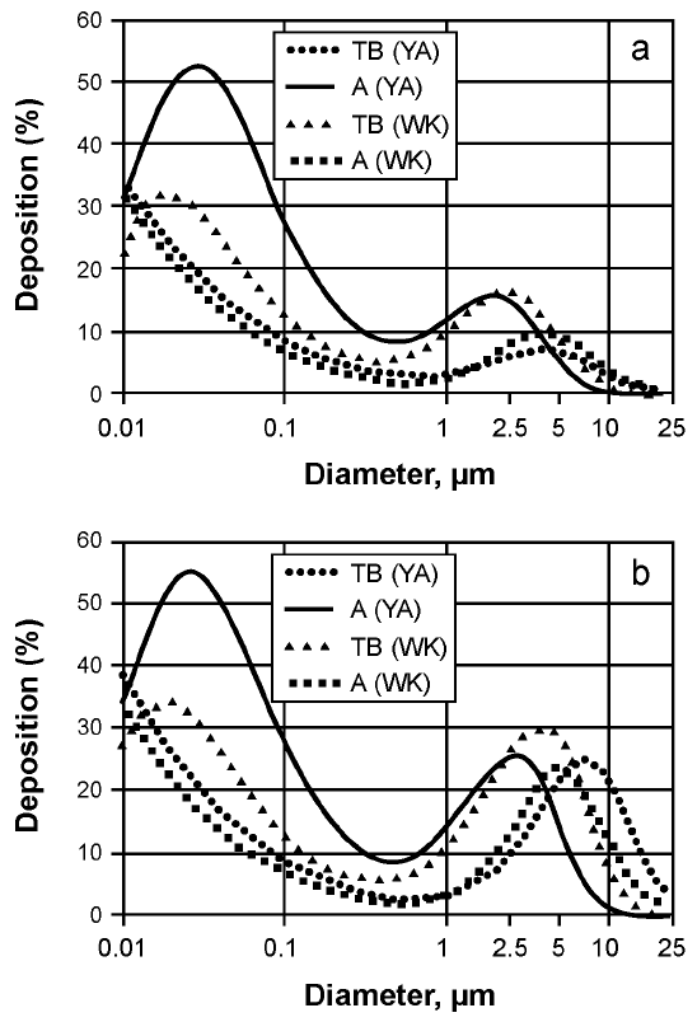 a
60
50
40
30
20
10
0
Deposition (%)
TB (YA)
A (YA)
TB (WK)
A (WK)
0.01 0.1 1 2.5 5 10 25
Diameter, μm
b
60
50
40
30
20
10
0
Deposition (%)
TB (YA)
A (YA)
TB (WK)
A (WK)
0.01 0.1 1 2.5 5 10 25
Diameter, μm